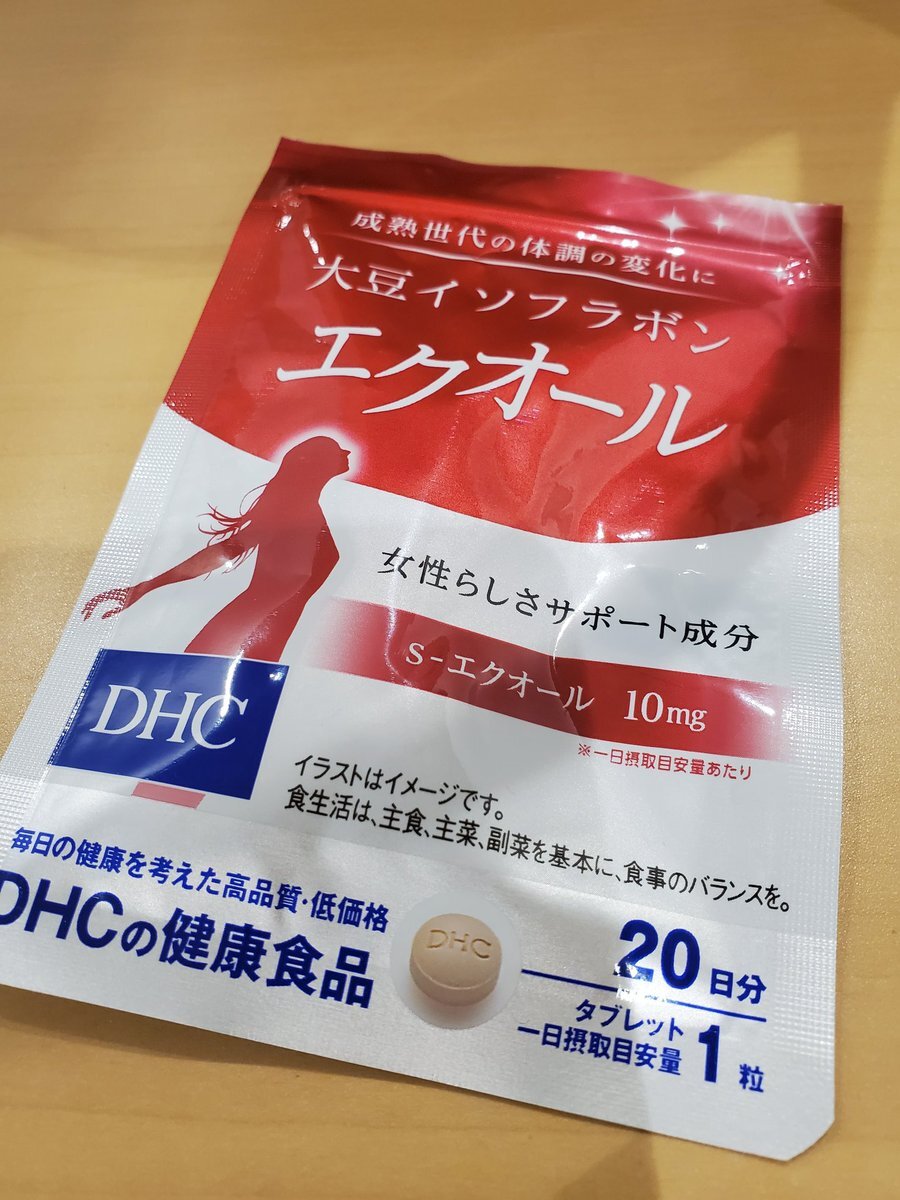 成熟世代の体調の変化に
大豆イソフラボン
エクオール
女性らしさサポート成分
S-エクオール 10mg
※一日摂取目安量あたり
DHC
イラストはイメージです。
食生活は、主食、主菜、副菜を基本に、食事のバランスを。
毎日の健康を考えた高品質・低価格
DHCの健康食品
DHC
20日分
タブレット
一日摂取目安量 1粒